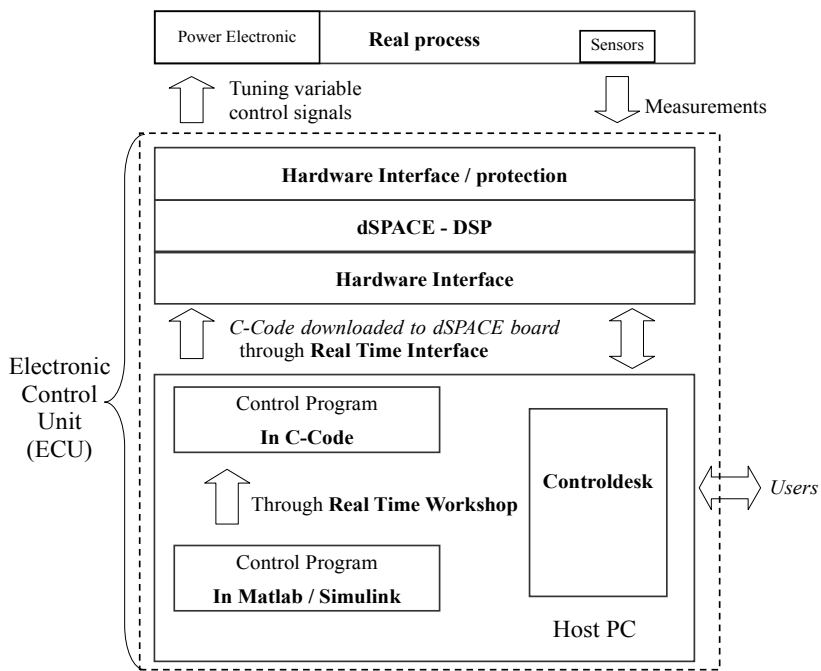 Power Electronic
Real process
Sensors
Tuning variable
control signals
Measurements
Hardware Interface / protection
dSPACE - DSP
Hardware Interface
C-Code downloaded to dSPACE board
through Real Time Interface
Electronic
Control
Unit
(ECU)
Control Program
In C-Code
Controldesk
Users
Through Real Time Workshop
Control Program
In Matlab / Simulink
Host PC